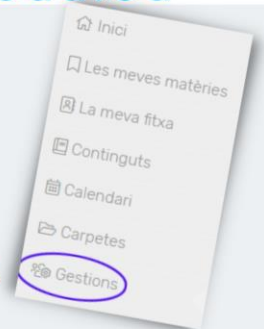 Inici
Les meves matèries
La meva fitxa
Continguts
Calendari
Carpetes
Gestions